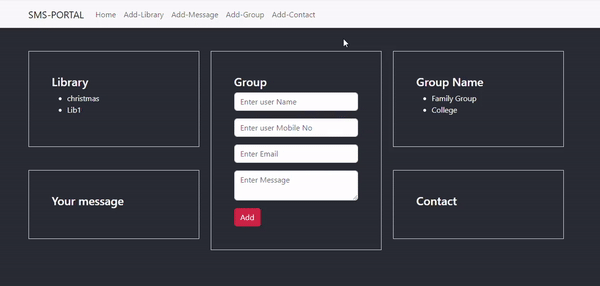 SMS-PORTAL Home Add-Library Add-Message Add-Group Add-Contact
Library
christmas
Lib1
Your message
Group
Enter user Name
Enter user Mobile No
Enter Email
Enter Message
Add
Group Name
Family Group
College
Contact